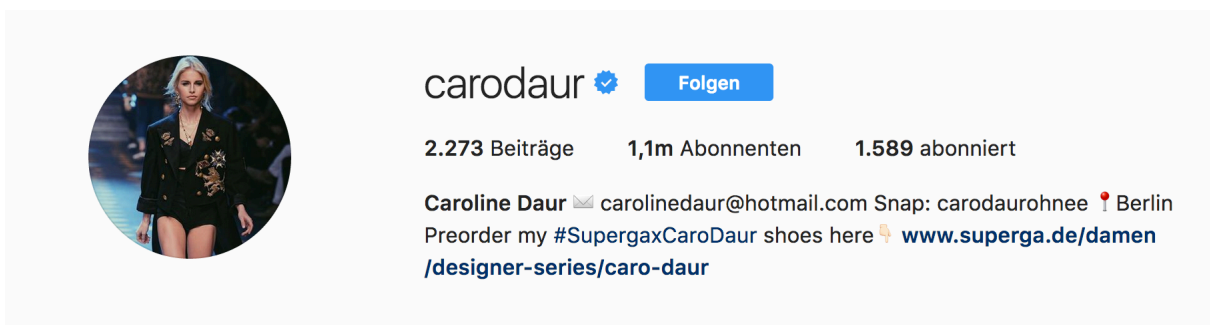 carodaur Folgen
2.273 Beiträge 1,1m Abonnenten 1.589 abonniert
Caroline Daur ✉️ carolinedaur@hotmail.com Snap: carodaurohnee 📍Berlin
Preorder my #SupergaxCaroDaur shoes here👇🏻 www.superga.de/damen
/designer-series/caro-daur